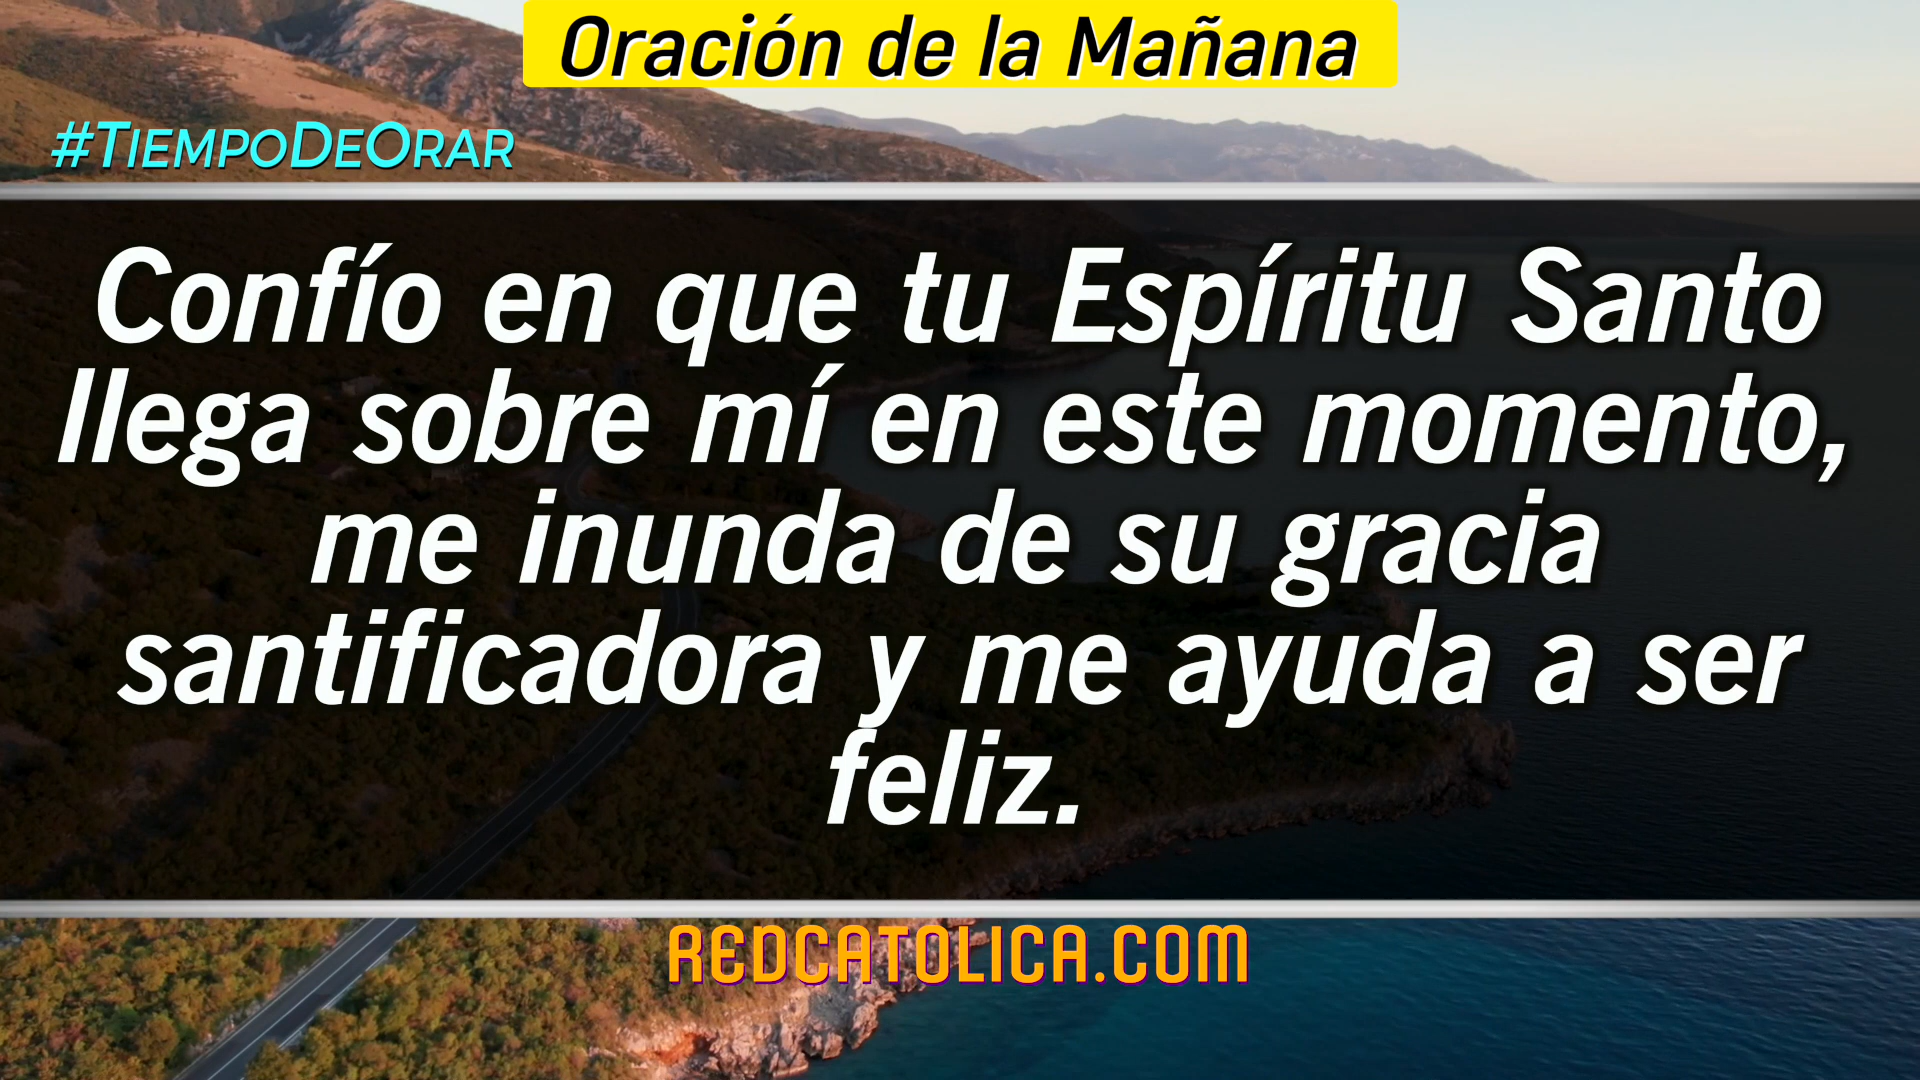 Oración de la Mañana
#TiempoDeOrar
Confío en que tu Espíritu Santo
llega sobre mí en este momento,
me inunda de su gracia
santificadora y me ayuda a ser
feliz.
REDCATOLICA.COM